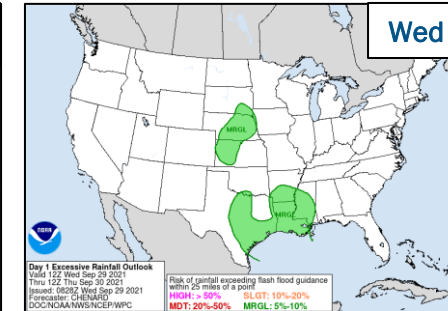 Wed
MRGL
MRGL
NOAA
Day 1 Excessive Rainfall Outlook
Valid 12Z Wed Sep 29 2021
Thru 12Z Thu Sep 30 2021
Issued: 0828Z Wed Sep 29 2021
Forecaster: CHENARD
DOC/NOAA/NWS/NCEP/WPC
Risk of rainfall exceeding flash flood guidance
within 25 miles of a point
HIGH: > 50%
SLGT: 10%-20%
MDT: 20%-50%
MRGL: 5%-10%